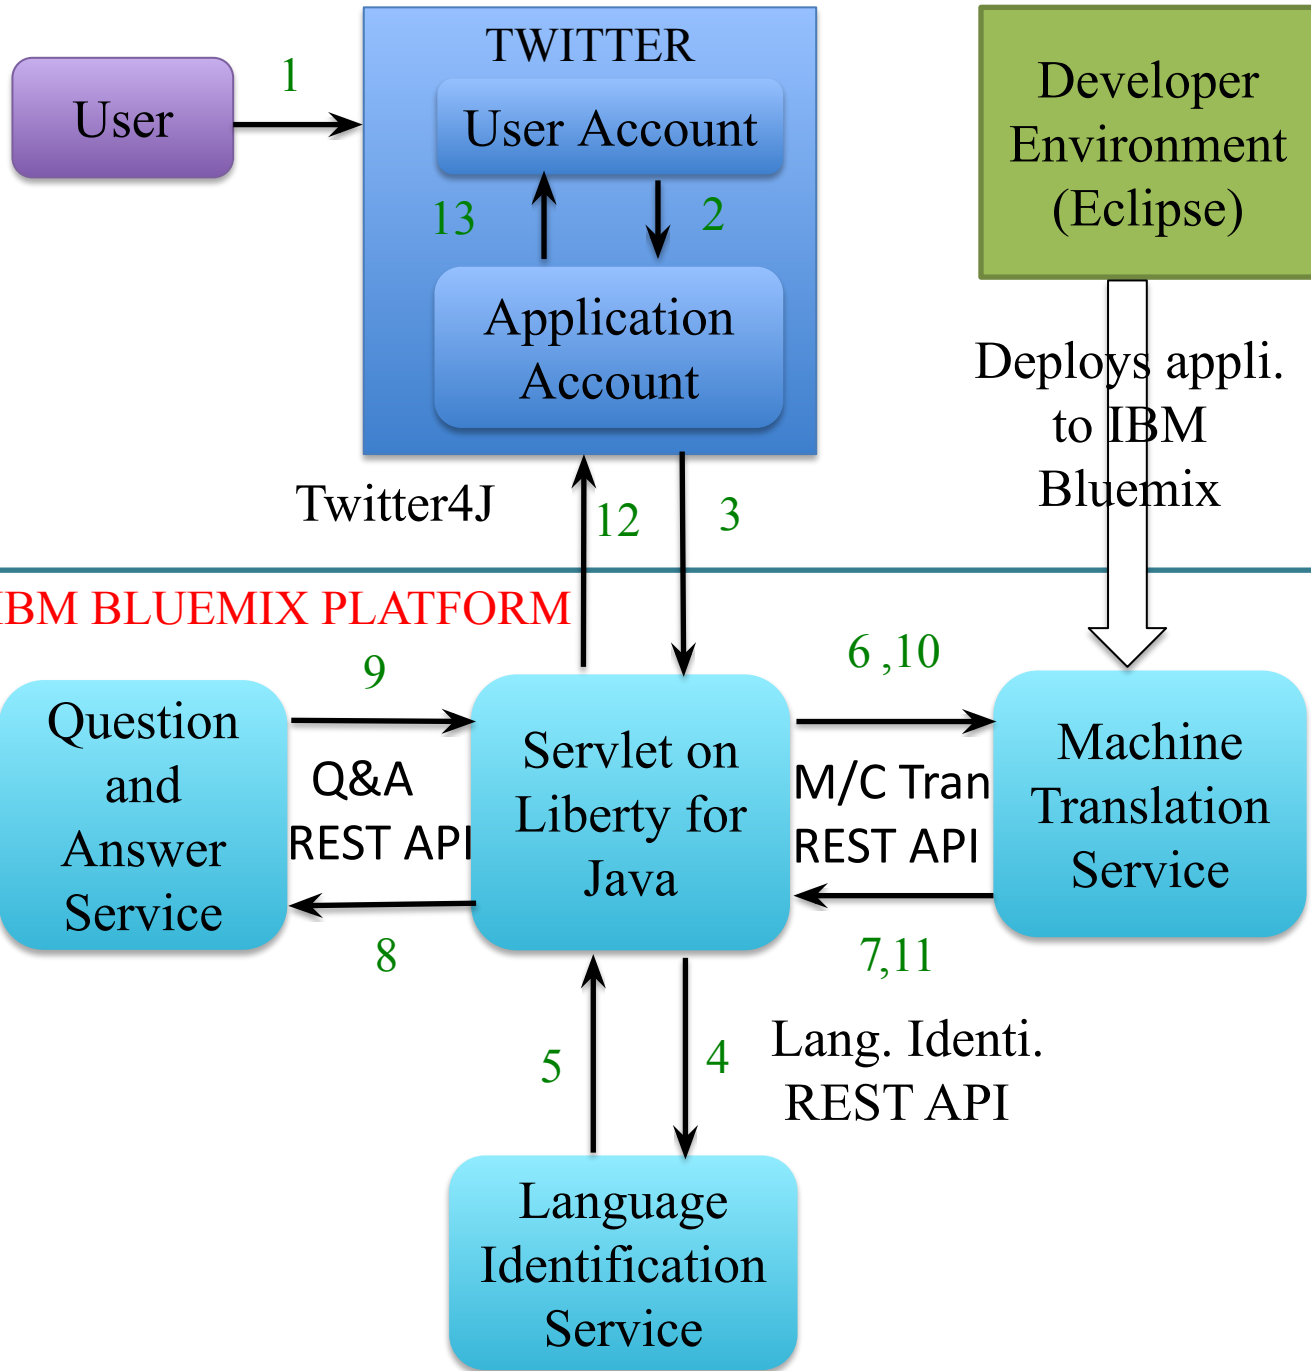 TWITTER
User
1
User Account
13
2
Application
Account
Developer
Environment
(Eclipse)
Deploys appli.
to IBM
Bluemix
Twitter4J
12
3
IBM BLUEMIX PLATFORM
9
6 ,10
Question
and
Answer
Service
Q&A
REST API
8
Servlet on
Liberty for
Java
M/C Tran
REST API
7,11
Machine
Translation
Service
5
4
Lang. Identi.
REST API
Language
Identification
Service